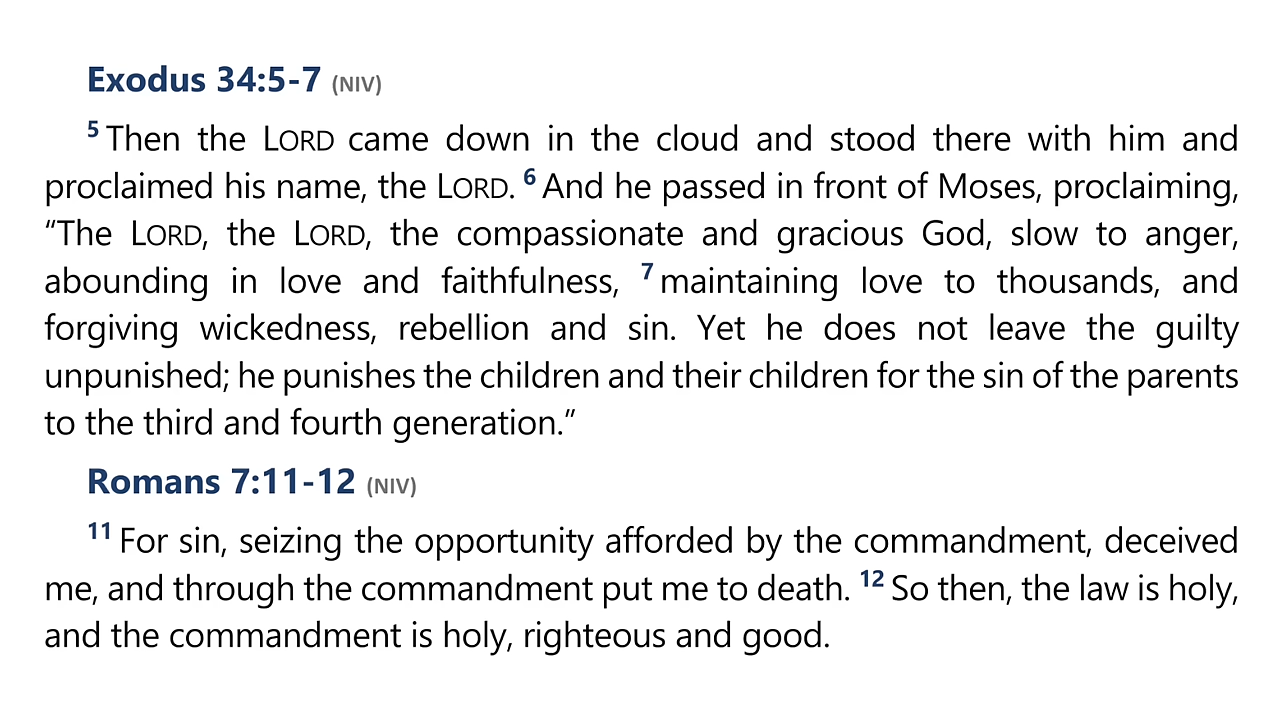 Exodus 34:5-7 (NIV)
5 Then the LORD came down in the cloud and stood there with him and
proclaimed his name, the LORD. 6 And he passed in front of Moses, proclaiming,
“The LORD, the LORD, the compassionate and gracious God, slow to anger,
abounding in love and faithfulness, 7 maintaining love to thousands, and
forgiving wickedness, rebellion and sin. Yet he does not leave the guilty
unpunished; he punishes the children and their children for the sin of the parents
to the third and fourth generation.”
Romans 7:11-12 (NIV)
11 For sin, seizing the opportunity afforded by the commandment, deceived
me, and through the commandment put me to death. 12 So then, the law is holy,
and the commandment is holy, righteous and good.